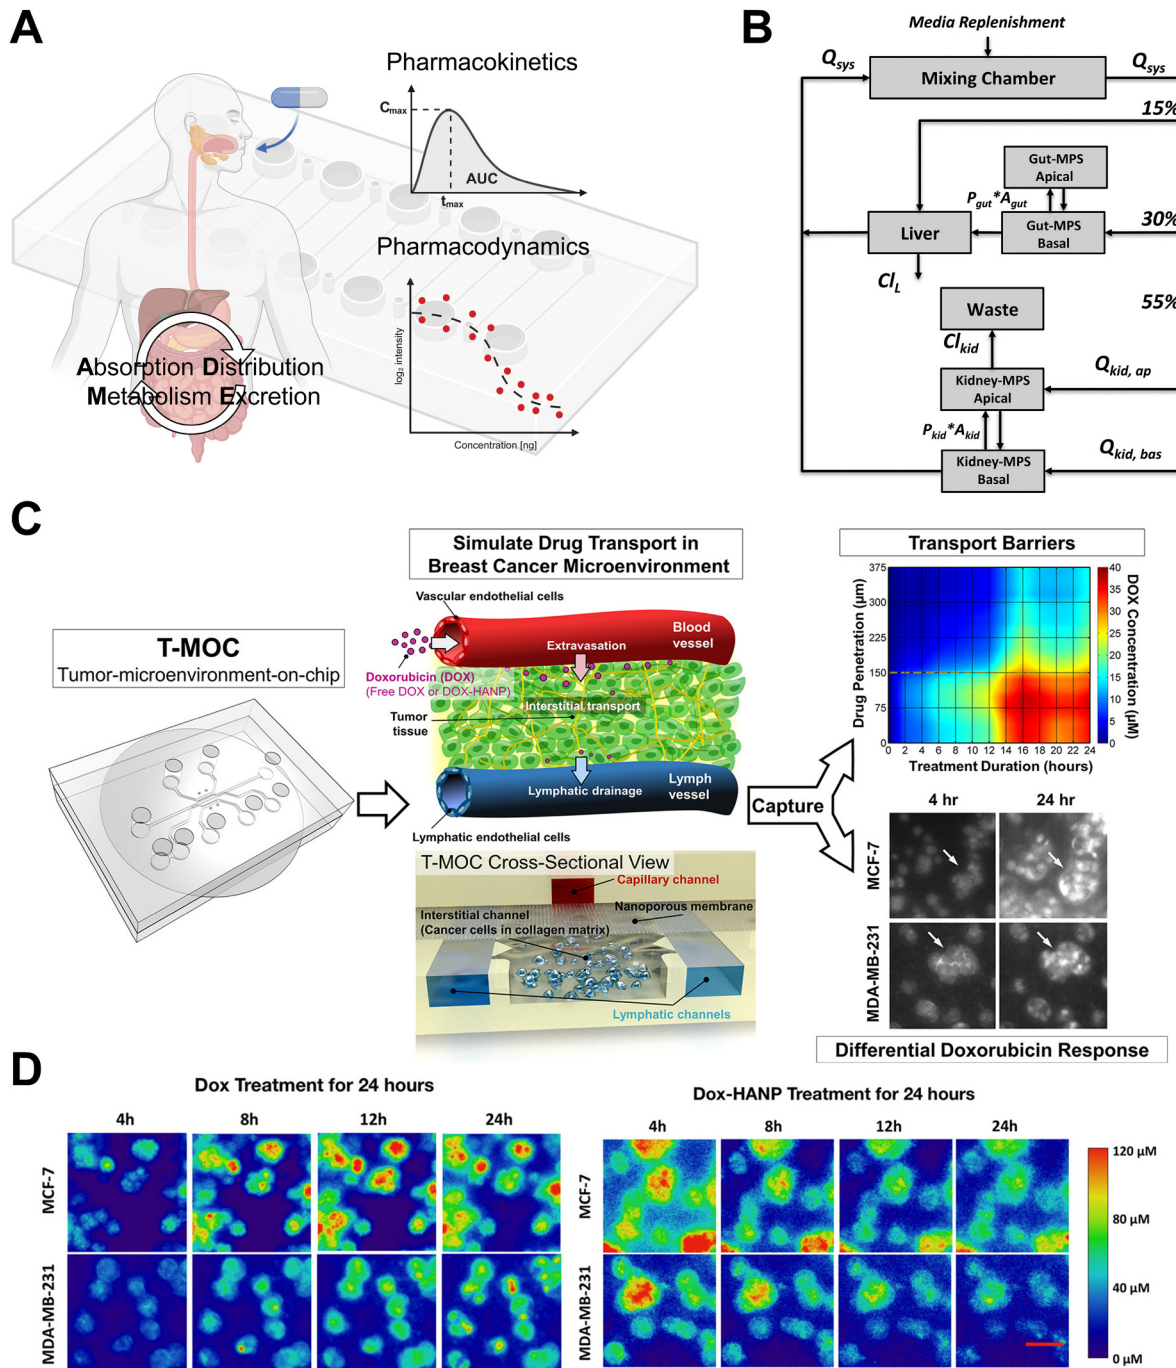 A
Pharmacokinetics
Cmax
AUC
tmax
Pharmacodynamics
log2 intensity
Concentration [ng]
Absorption Distribution
Metabolism Excretion
B
Media Replenishment
Qsys
Mixing Chamber
Qsys
15%
Gut-MPS
Apical
Pgut*Agut
Liver
Gut-MPS
Basal
30%
ClL
55%
Waste
Clkid
Kidney-MPS
Apical
Qkid, ap
Pkid*Akid
Kidney-MPS
Basal
Qkid, bas
C
T-MOC
Tumor-microenvironment-on-chip
Simulate Drug Transport in
Breast Cancer Microenvironment
Vascular endothelial cells
Blood
vessel
Extravasation
Doxorubicin (DOX)
(Free DOX or DOX-HANP)
Interstitial transport
Tumor
tissue
Lymphatic drainage
Lymph
vessel
Lymphatic endothelial cells
T-MOC Cross-Sectional View
Capillary channel
Nanoporous membrane
Interstitial channel
(Cancer cells in collagen matrix)
Lymphatic channels
Capture
Transport Barriers
Drug Penetration (µm)
375
300
225
150
75
0
0 2 4 6 8 10 12 14 16 18 20 22 24
Treatment Duration (hours)
40
35
30
25
20
15
10
5
0
DOX Concentration (µM)
4 hr
24 hr
MCF-7
MDA-MB-231
Differential Doxorubicin Response
D
Dox Treatment for 24 hours
4h 8h 12h 24h
MCF-7
MDA-MB-231
Dox-HANP Treatment for 24 hours
4h 8h 12h 24h
MCF-7
MDA-MB-231
120 µM
80 µM
40 µM
0 µM